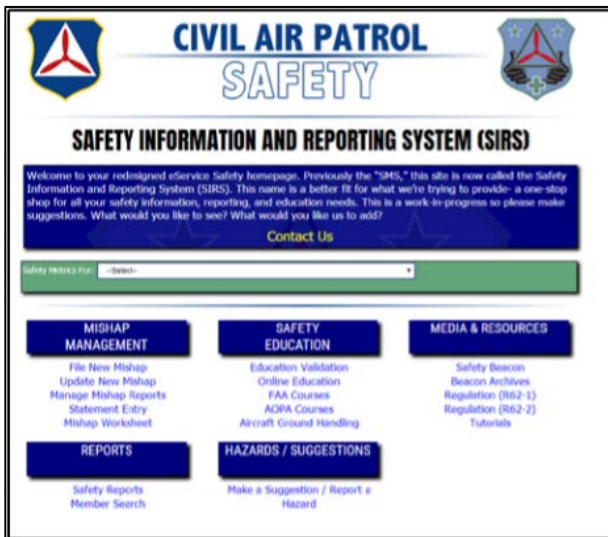 CIVIL AIR PATROL
SAFETY
SAFETY INFORMATION AND REPORTING SYSTEM (SIRS)
Welcome to your redesigned eService Safety homepage. Previously the "SMS," this site is now called the Safety
Information and Reporting System (SIRS). This name is a better fit for what we're trying to provide- a one-stop
shop for all your safety information, reporting, and education needs. This is a work-in-progress so please make
suggestions. What would you like to see? What would you like us to add?
Contact Us
Safety Metrics For: --Select--
MISHAP
MANAGEMENT
File New Mishap
Update New Mishap
Manage Mishap Reports
Statement Entry
Mishap Worksheet
SAFETY
EDUCATION
Education Validation
Online Education
FAA Courses
AOPA Courses
Aircraft Ground Handling
MEDIA & RESOURCES
Safety Beacon
Beacon Archives
Regulation (R62-1)
Regulation (R62-2)
Tutorials
REPORTS
Safety Reports
Member Search
HAZARDS / SUGGESTIONS
Make a Suggestion / Report a
Hazard